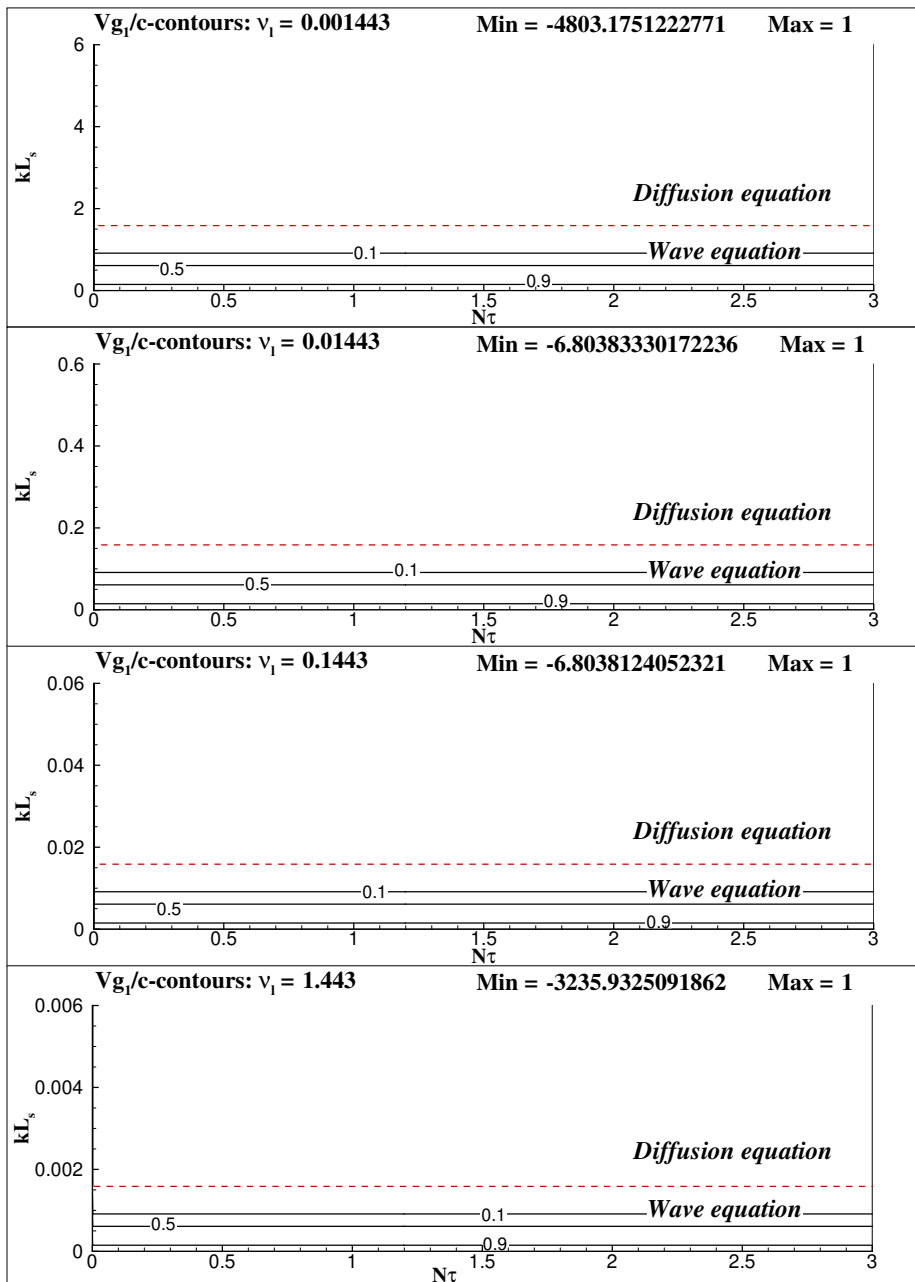 Vg₁/c-contours: ν₁ = 0.001443 Min = -4803.1751222771 Max = 1
6
4
2
0
kLₛ
Diffusion equation
0.1
Wave equation
0.5
0.9
0 0.5 1 1.5 2 2.5 3
Nτ
Vg₁/c-contours: ν₁ = 0.01443 Min = -6.80383330172236 Max = 1
0.6
0.4
0.2
0
kLₛ
Diffusion equation
0.1
Wave equation
0.5
0.9
0 0.5 1 1.5 2 2.5 3
Nτ
Vg₁/c-contours: ν₁ = 0.1443 Min = -6.8038124052321 Max = 1
0.06
0.04
0.02
0
kLₛ
Diffusion equation
0.1
Wave equation
0.5
0.9
0 0.5 1 1.5 2 2.5 3
Nτ
Vg₁/c-contours: ν₁ = 1.443 Min = -3235.9325091862 Max = 1
0.006
0.004
0.002
0
kLₛ
Diffusion equation
0.1
Wave equation
0.5
0.9
0 0.5 1 1.5 2 2.5 3
Nτ